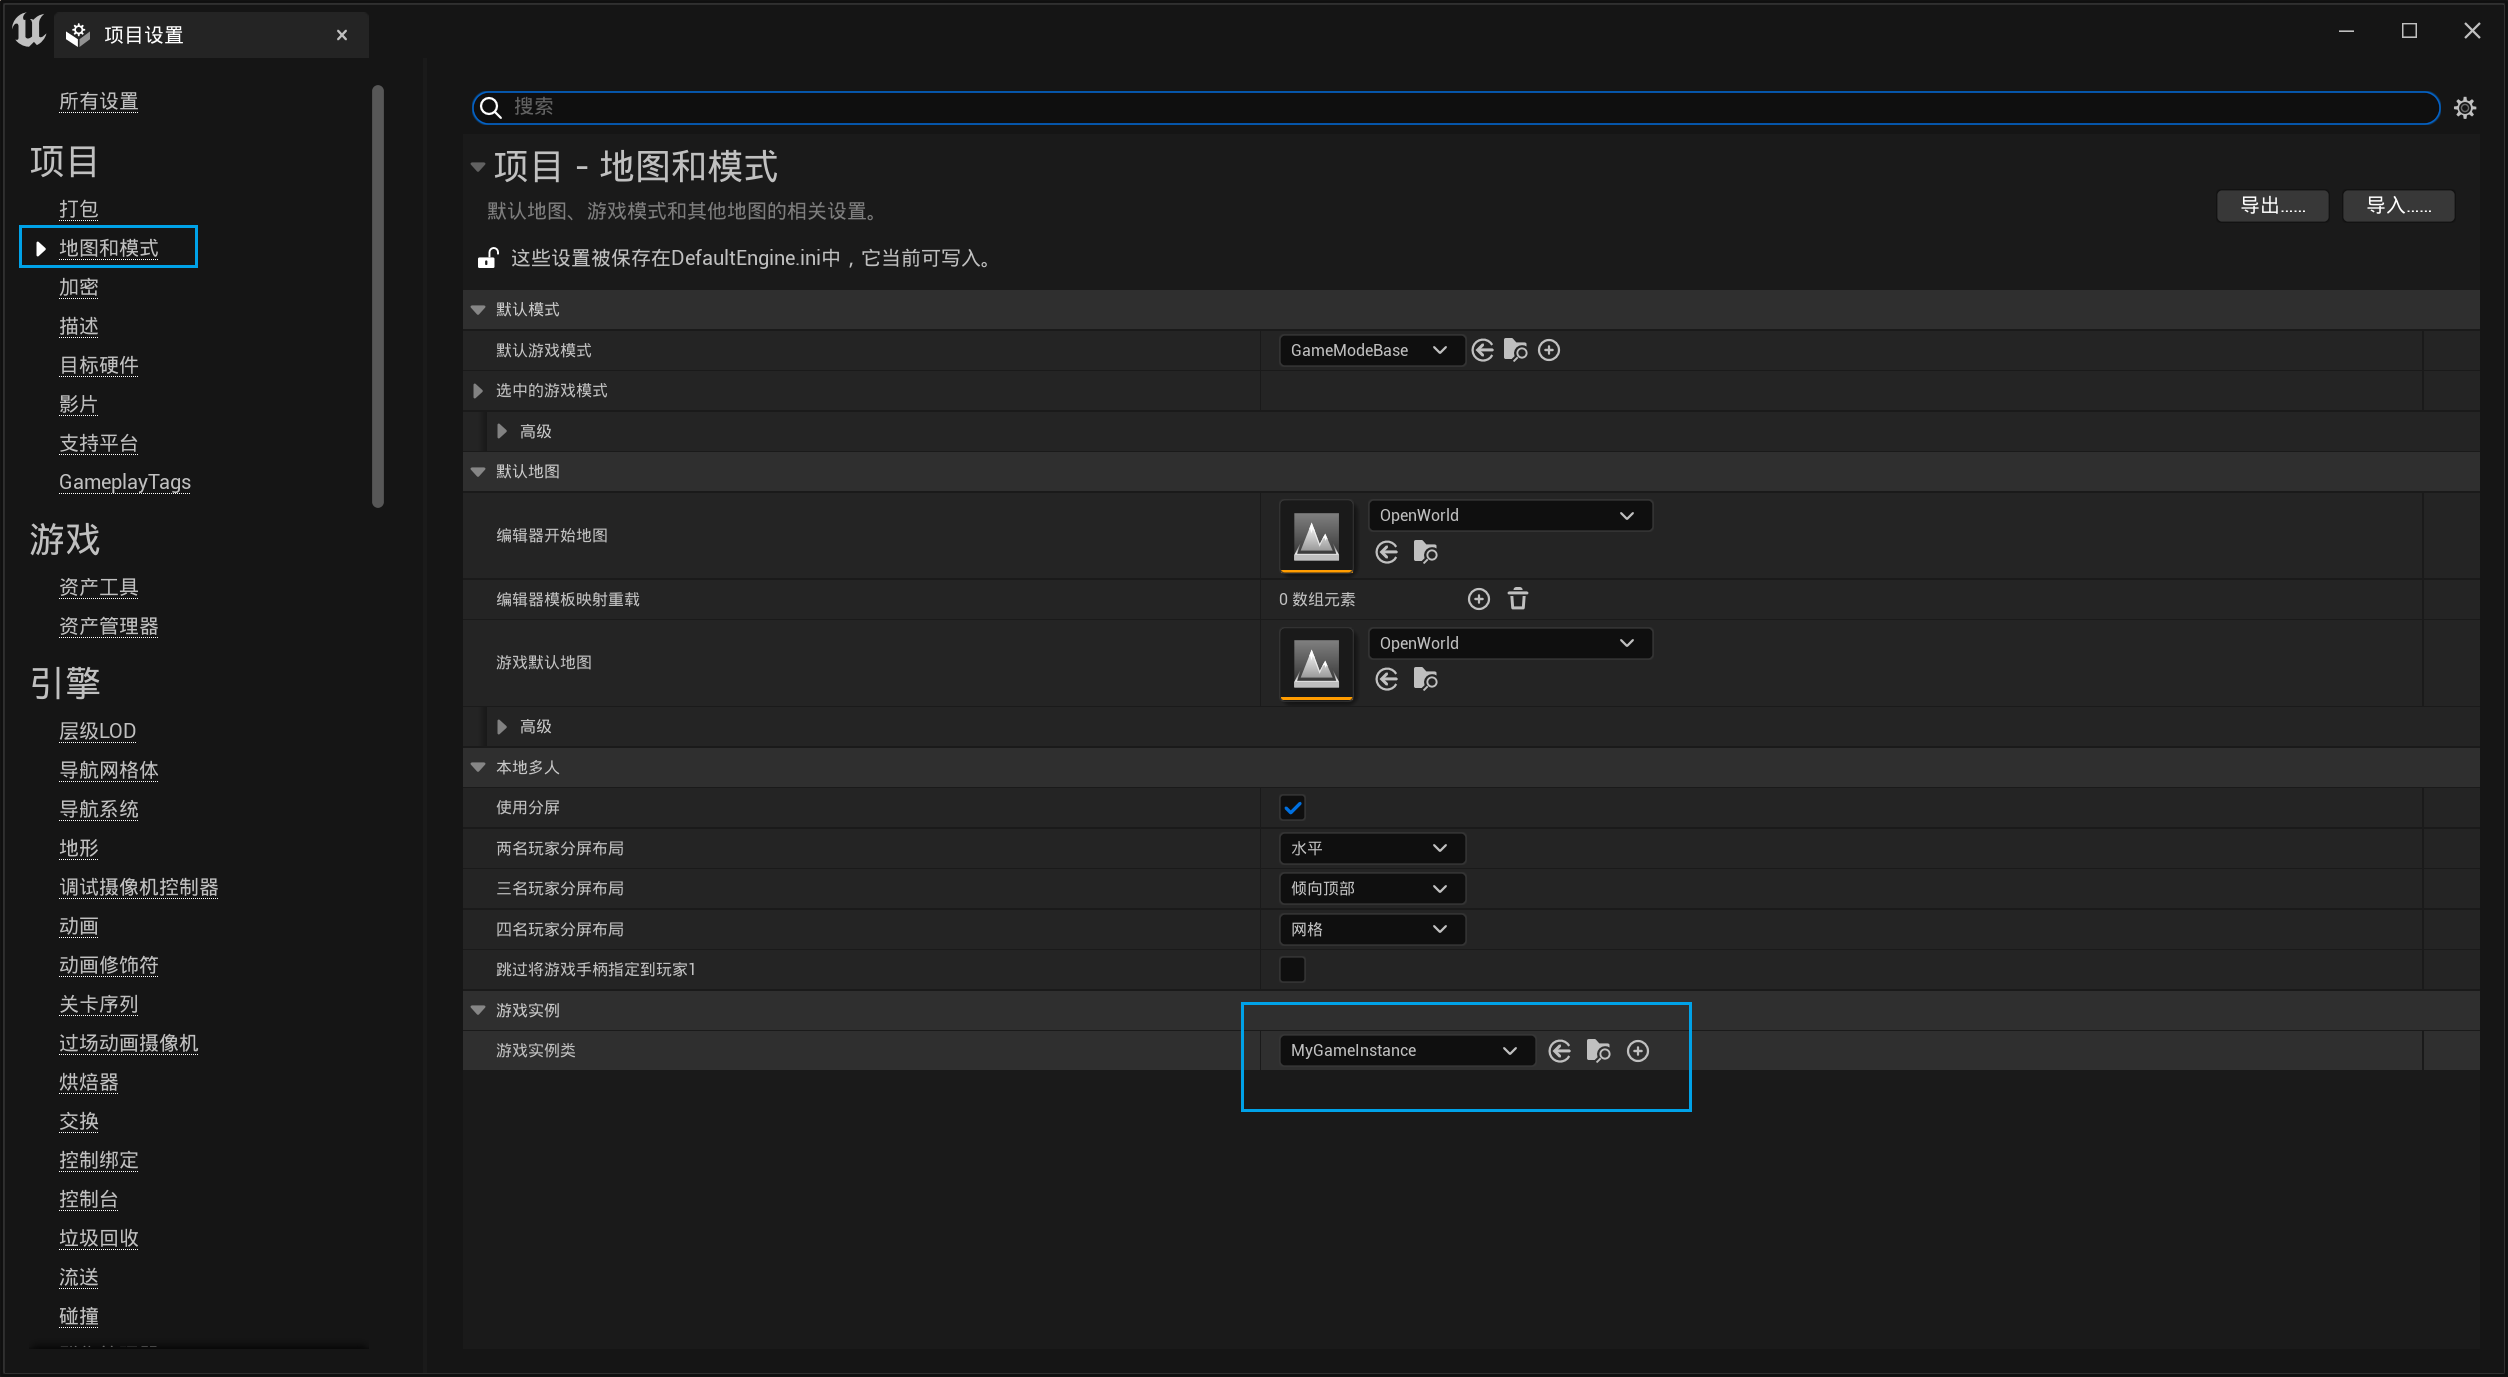 项目设置
所有设置
项目
打包
地图和模式
加密
描述
目标硬件
影片
支持平台
GameplayTags
游戏
资产工具
资产管理器
引擎
层级LOD
导航网格体
导航系统
地形
调试摄像机控制器
动画
动画修饰符
关卡序列
过场动画摄像机
烘焙器
交换
控制绑定
控制台
垃圾回收
流送
碰撞
搜索
项目 - 地图和模式
默认地图、游戏模式和其他地图的相关设置。
导出...... 导入......
这些设置被保存在DefaultEngine.ini中，它当前可写入。
默认模式
默认游戏模式 GameModeBase
选中的游戏模式
高级
默认地图
编辑器开始地图 OpenWorld
编辑器模板映射重载 0 数组元素
游戏默认地图 OpenWorld
高级
本地多人
使用分屏
两名玩家分屏布局 水平
三名玩家分屏布局 倾向顶部
四名玩家分屏布局 网格
跳过将游戏手柄指定到玩家1
游戏实例
游戏实例类 MyGameInstance